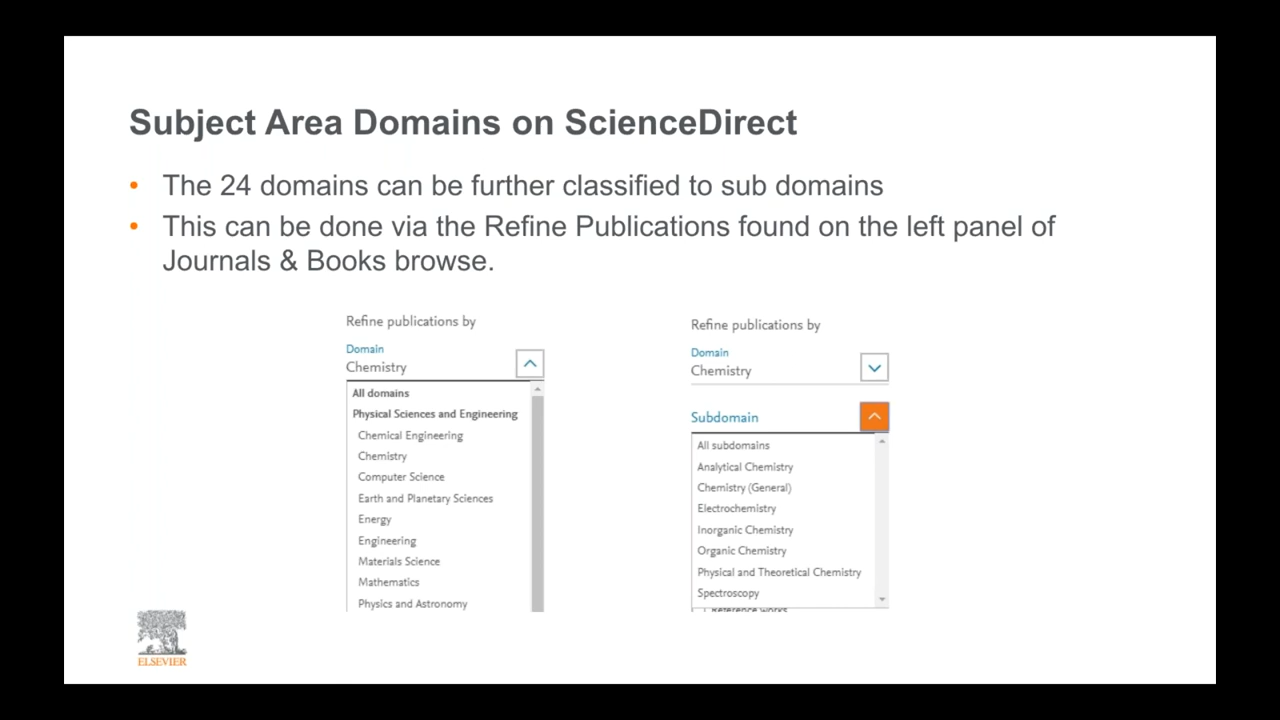 Subject Area Domains on ScienceDirect
• The 24 domains can be further classified to sub domains
• This can be done via the Refine Publications found on the left panel of
Journals & Books browse.
Refine publications by
Domain
Chemistry
All domains
Physical Sciences and Engineering
Chemical Engineering
Chemistry
Computer Science
Earth and Planetary Sciences
Energy
Engineering
Materials Science
Mathematics
Physics and Astronomy
Refine publications by
Domain
Chemistry
Subdomain
All subdomains
Analytical Chemistry
Chemistry (General)
Electrochemistry
Inorganic Chemistry
Organic Chemistry
Physical and Theoretical Chemistry
Spectroscopy
Reference works
ELSEVIER